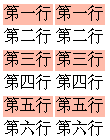 第一行 第一行
第二行 第二行
第三行 第三行
第四行 第四行
第五行 第五行
第六行 第六行